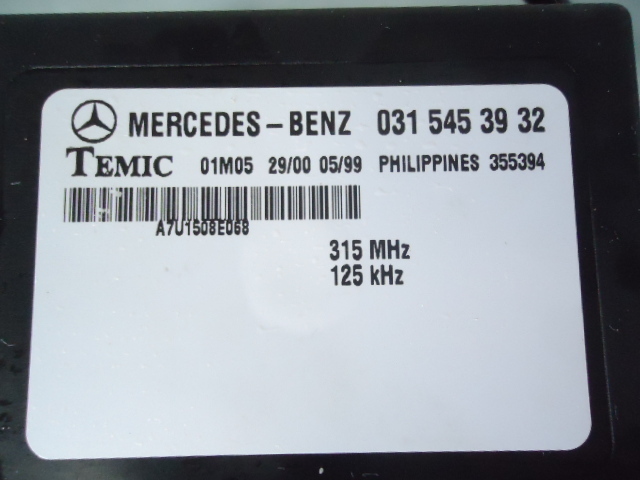 MERCEDES-BENZ 031 545 39 32
TEMIC 01M05 29/00 05/99 PHILIPPINES 355394
A7U1508E068
315 MHz
125 kHz